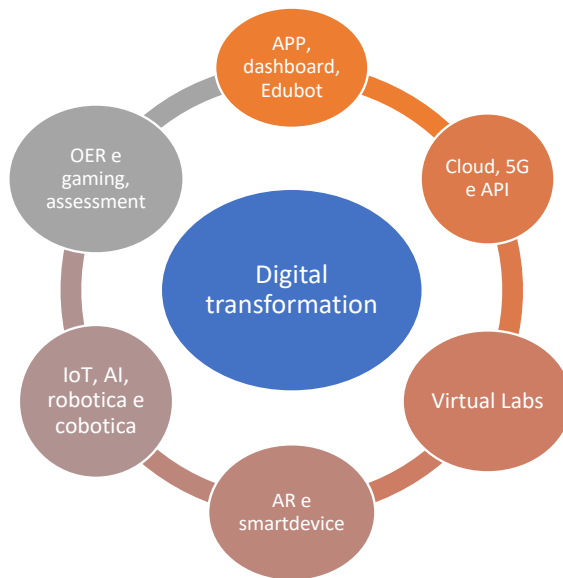 APP,
dashboard,
Edubot
Cloud, 5G
e API
Virtual Labs
AR e
smartdevice
IoT, AI,
robotica e
cobotica
OER e
gaming,
assessment
Digital
transformation